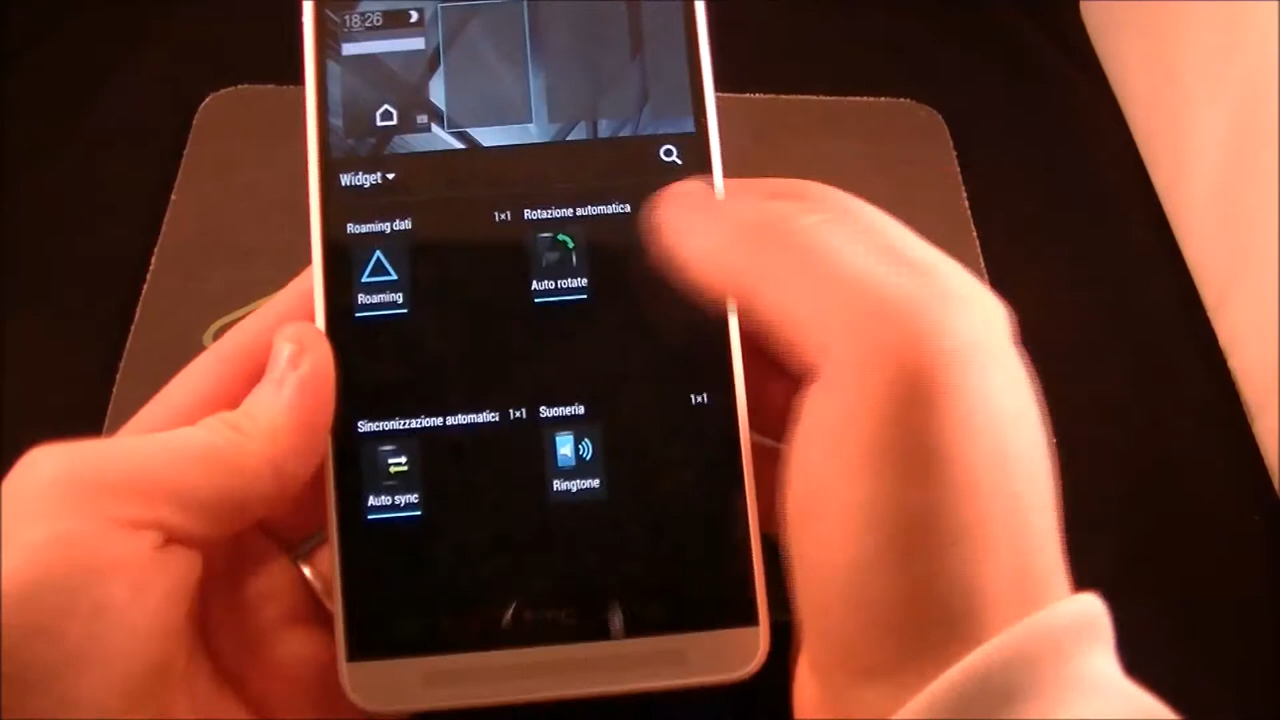 18:26
Widget
Roaming dati 1×1
Rotazione automatica
Roaming
Auto rotate
Sincronizzazione automatica 1×1
Suoneria 1×1
Auto sync
Ringtone